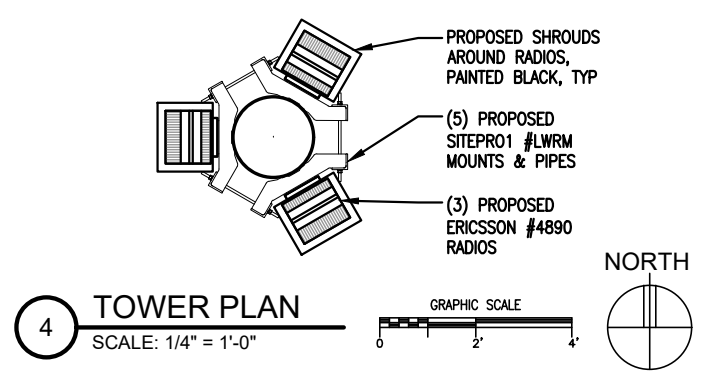 PROPOSED SHROUDS
AROUND RADIOS,
PAINTED BLACK, TYP
(5) PROPOSED
SITEPRO1 #LWRM
MOUNTS & PIPES
(3) PROPOSED
ERICSSON #4890
RADIOS
NORTH
4
TOWER PLAN
SCALE: 1/4" = 1'-0"
GRAPHIC SCALE
0 2' 4'